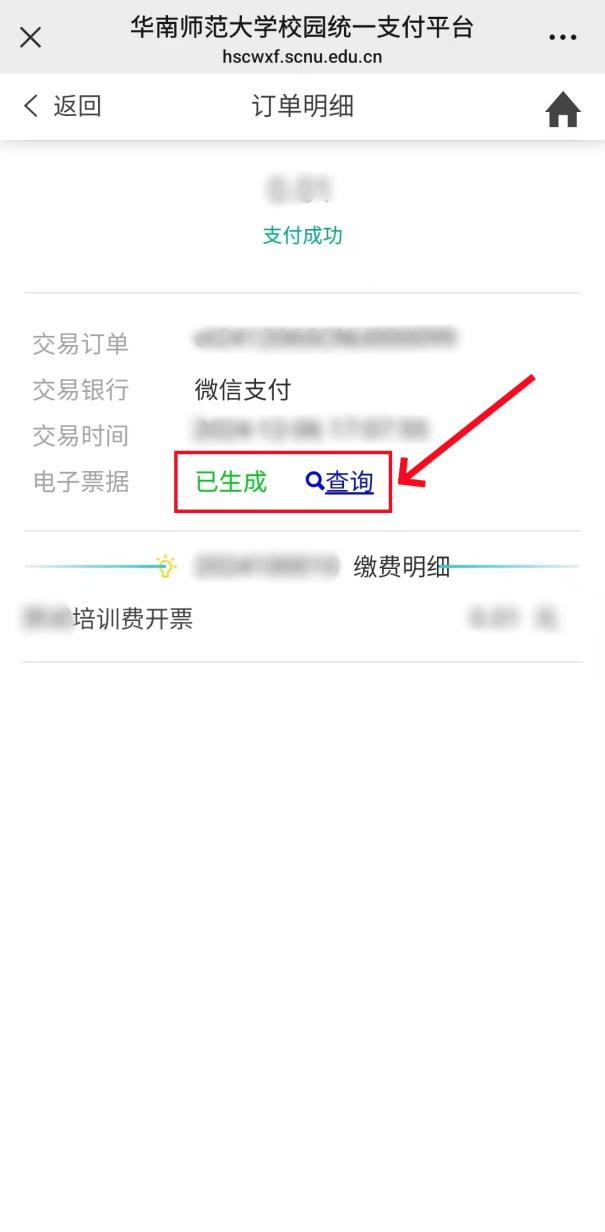 华南师范大学校园统一支付平台
hscwxf.scnu.edu.cn
返回 订单明细
支付成功
交易订单
交易银行 微信支付
交易时间
电子票据 已生成 查询
缴费明细
培训费开票